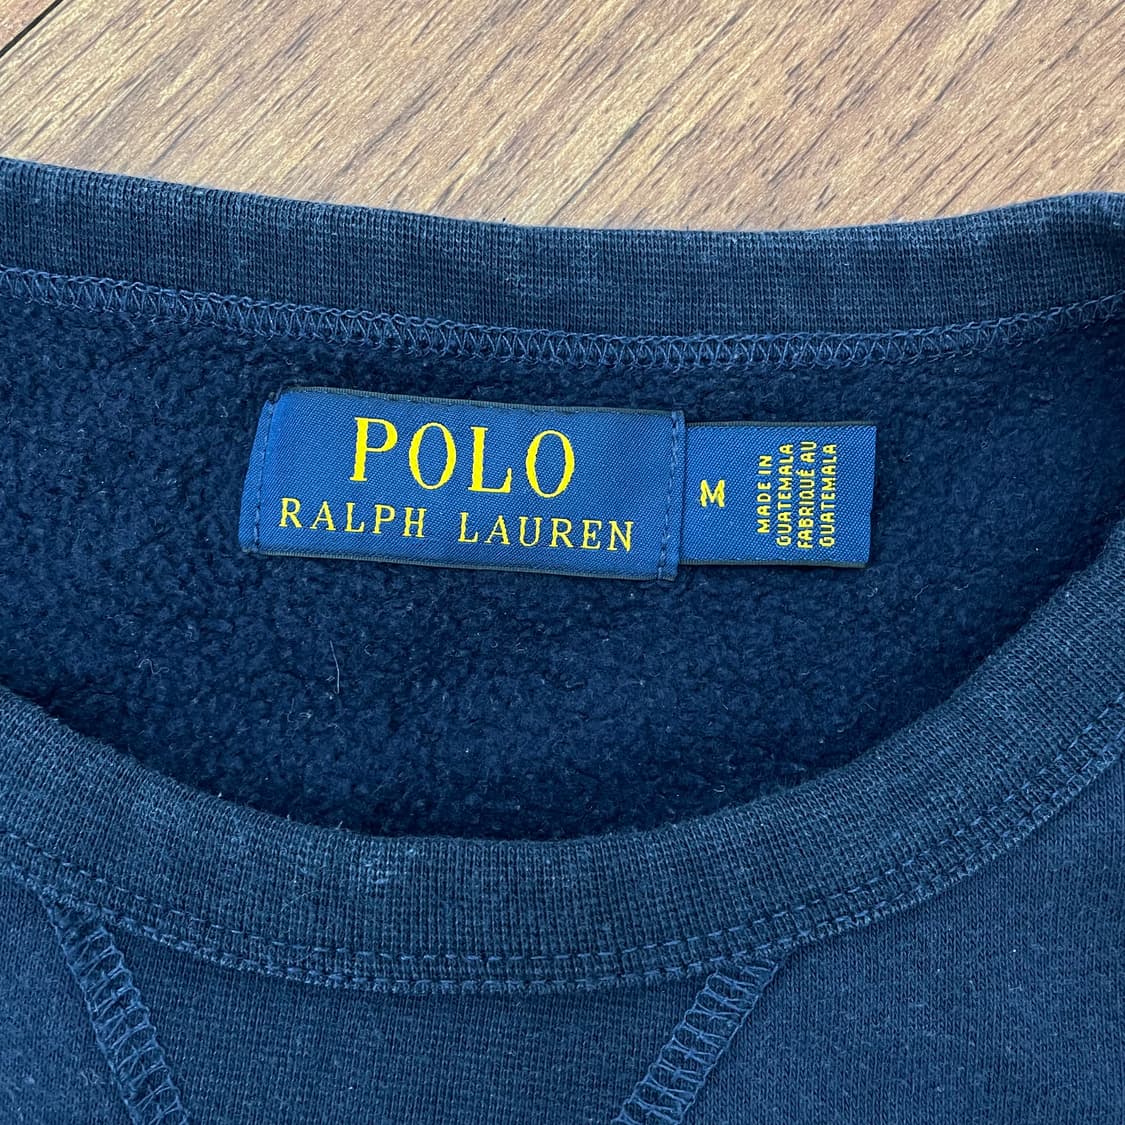 POLO
RALPH LAUREN
M
MADE IN
GUATEMALA
FABRIQUÉ AU
GUATEMALA